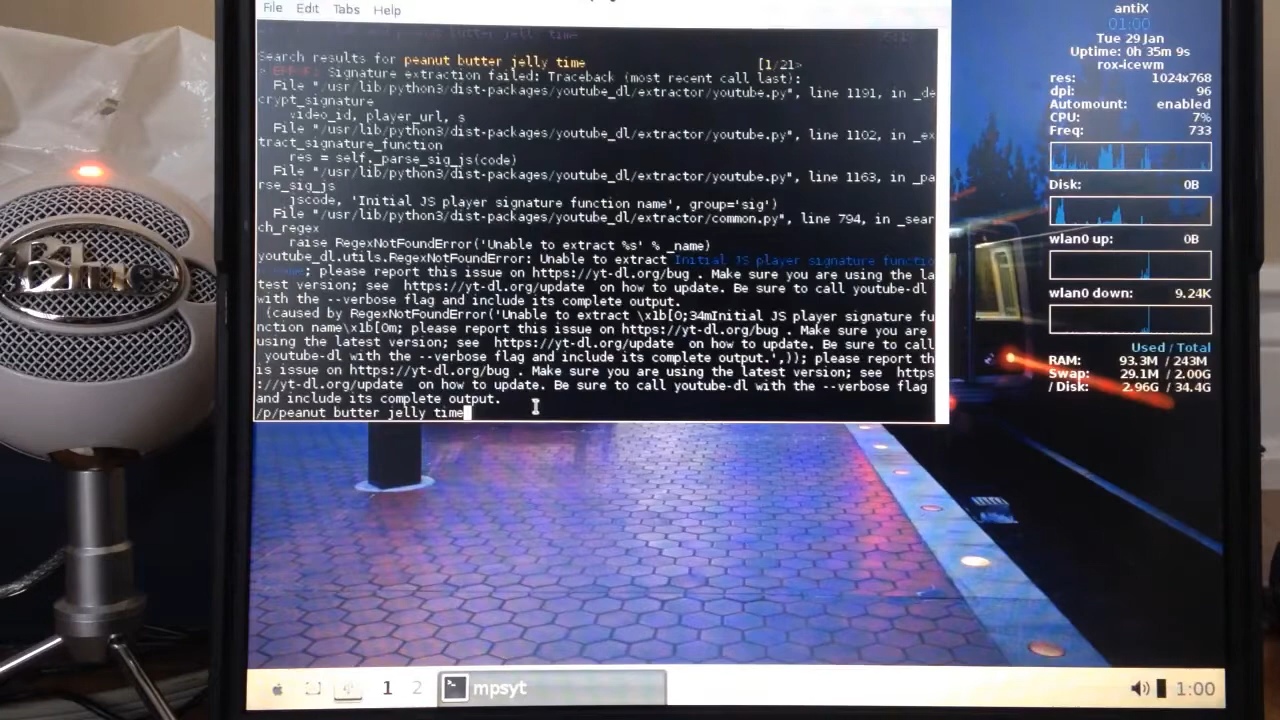 File Edit Tabs Help
Search results for peanut butter jelly time [1/21>
Signature extraction failed: Traceback (most recent call last):
File "/usr/lib/python3/dist-packages/youtube_dl/extractor/youtube.py", line 1191, in _de
crypt_signature
video_id, player_url, s
File "/usr/lib/python3/dist-packages/youtube_dl/extractor/youtube.py", line 1102, in _ex
tract_signature_function
res = self._parse_sig_js(code)
File "/usr/lib/python3/dist-packages/youtube_dl/extractor/youtube.py", line 1163, in _pa
rse_sig_js
jscode, 'Initial JS player signature function name', group='sig')
File "/usr/lib/python3/dist-packages/youtube_dl/extractor/common.py", line 794, in _sear
ch_regex
raise RegexNotFoundError('Unable to extract %s' % _name)
youtube_dl.utils.RegexNotFoundError: Unable to extract Initial JS player signature functio
; please report this issue on https://yt-dl.org/bug . Make sure you are using the la
test version; see https://yt-dl.org/update on how to update. Be sure to call youtube-dl
with the --verbose flag and include its complete output.
(caused by RegexNotFoundError('Unable to extract \x1b[0;34mInitial JS player signature fu
nction name\x1b[0m; please report this issue on https://yt-dl.org/bug . Make sure you are
using the latest version; see https://yt-dl.org/update on how to update. Be sure to call
youtube-dl with the --verbose flag and include its complete output.',)); please report th
is issue on https://yt-dl.org/bug . Make sure you are using the latest version; see https
://yt-dl.org/update on how to update. Be sure to call youtube-dl with the --verbose flag
and include its complete output.
/p/peanut butter jelly time
antiX
01:00
Tue 29 Jan
Uptime: 0h 35m 9s
rox-icewm
res: 1024x768
dpi: 96
Automount: enabled
CPU: 7%
Freq: 733
Disk: 0B
wlan0 up: 0B
wlan0 down: 9.24K
Used / Total
RAM: 93.3M / 243M
Swap: 29.1M / 2.00G
/ Disk: 2.96G / 34.4G
Blue
1 2 mpsyt 1:00